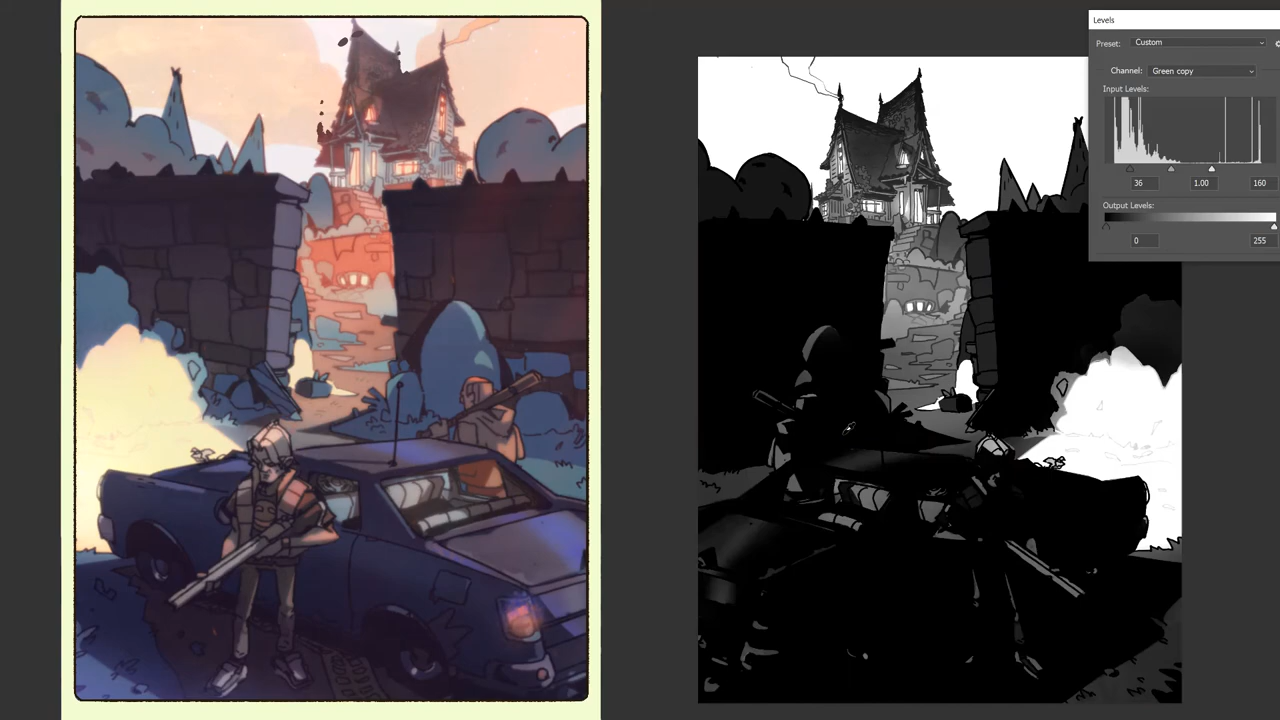 Levels
Preset: Custom
Channel: Green copy
Input Levels:
36 1.00 160
Output Levels:
0 255